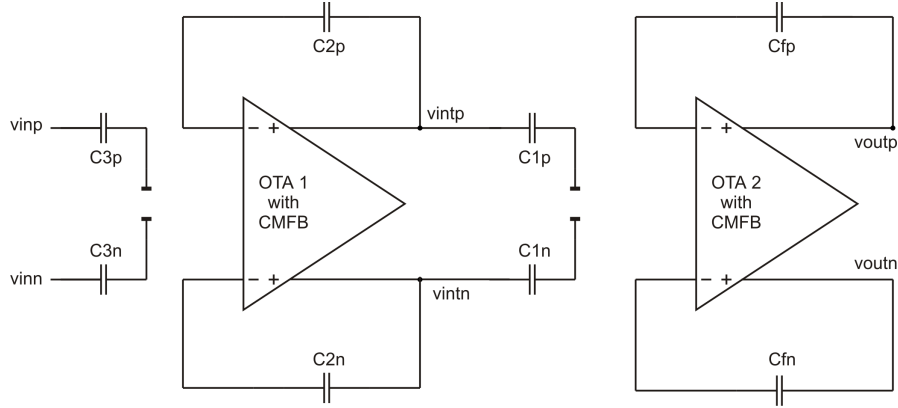 C2p
Cfp
vinp
C3p
− +
vintp
C1p
− +
voutp
OTA 1
with
CMFB
OTA 2
with
CMFB
C3n
vinn
− +
vintn
C1n
− +
voutn
C2n
Cfn